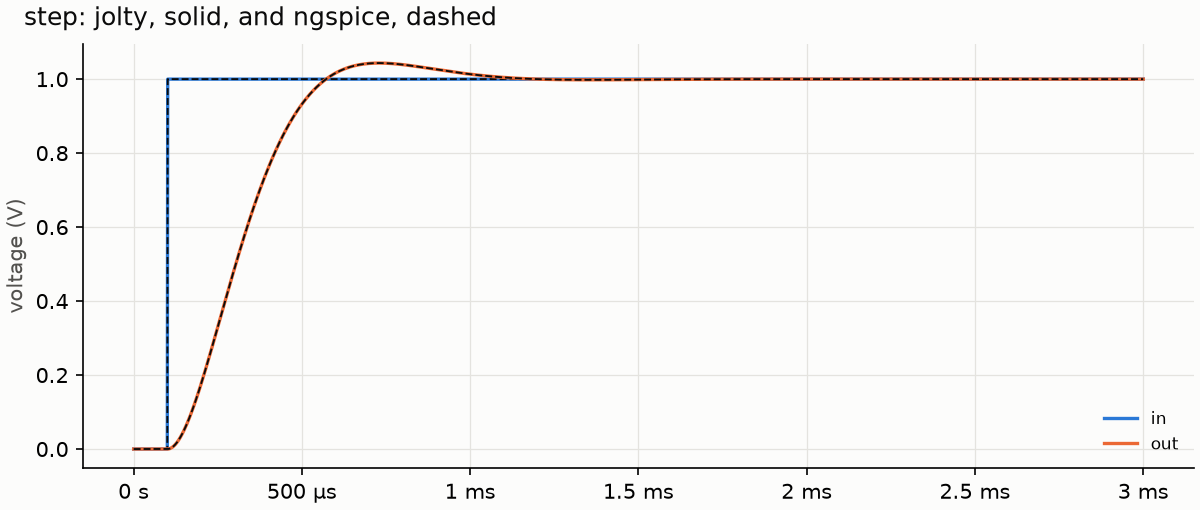 step: jolty, solid, and ngspice, dashed
voltage (V)
1.0
0.8
0.6
0.4
0.2
0.0
in
out
0 s
500 µs
1 ms
1.5 ms
2 ms
2.5 ms
3 ms